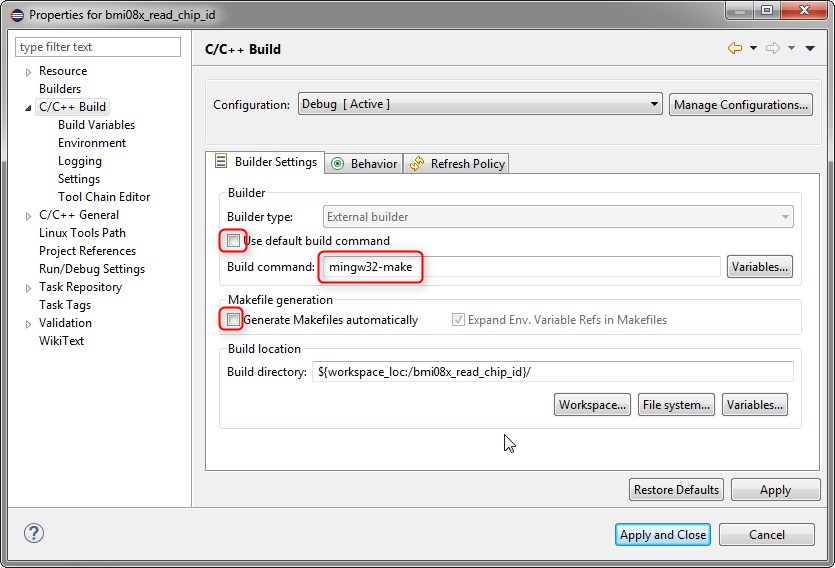 Properties for bmi08x_read_chip_id
type filter text
Resource
Builders
C/C++ Build
Build Variables
Environment
Logging
Settings
Tool Chain Editor
C/C++ General
Linux Tools Path
Project References
Run/Debug Settings
Task Repository
Task Tags
Validation
WikiText
C/C++ Build
Configuration: Debug [ Active ] Manage Configurations...
Builder Settings Behavior Refresh Policy
Builder
Builder type: External builder
Use default build command
Build command: mingw32-make Variables...
Makefile generation
Generate Makefiles automatically Expand Env. Variable Refs in Makefiles
Build location
Build directory: ${workspace_loc:/bmi08x_read_chip_id}/
Workspace... File system... Variables...
Restore Defaults Apply
? Apply and Close Cancel